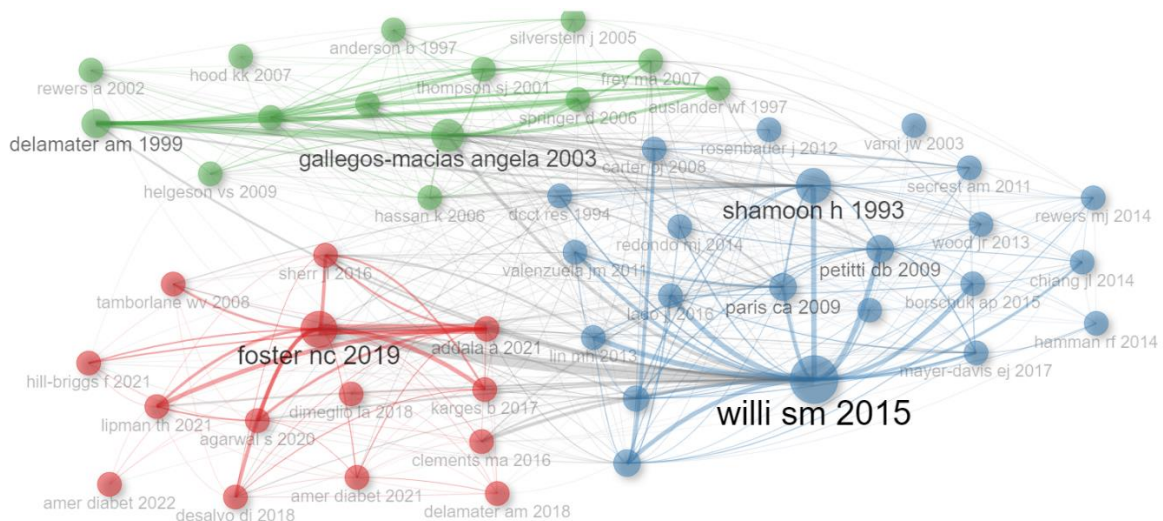 silverstein j 2005
anderson b 1997
hood kk 2007
rewers a 2002
thompson sj 2001
frey ma 2007
auslander wf 1997
springer d 2006
delamater am 1999
gallegos-macias angela 2003
rosenbauer j 2012
varni jw 2003
carter pj 2008
helgeson vs 2009
secrest am 2011
hassan k 2006
dcct res 1994
shamoon h 1993
rewers mj 2014
redondo mj 2014
wood jr 2013
valenzuela jm 2011
petitti db 2009
chiang jl 2014
sherr jl 2016
tamborlane wv 2008
paris ca 2009
borschuk ap 2015
lado jj 2016
foster nc 2019
addala a 2021
lin mhi 2013
hamman rf 2014
mayer-davis ej 2017
hill-briggs f 2021
dimeglio la 2018
karges b 2017
willi sm 2015
lipman th 2021
agarwal s 2020
clements ma 2016
amer diabet 2022
amer diabet 2021
desalvo dj 2018
delamater am 2018